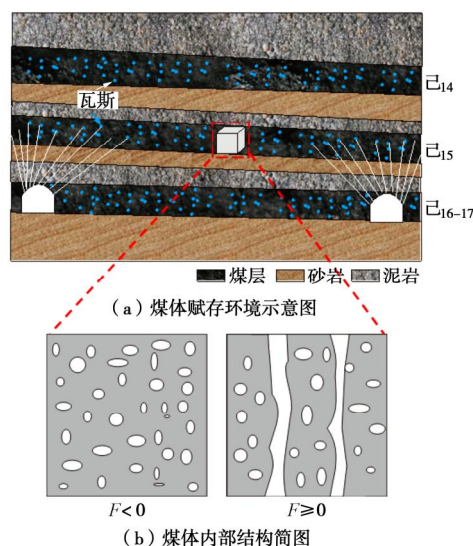 己14
瓦斯
己15
己16-17
煤层 砂岩 泥岩
（a）煤体赋存环境示意图
F<0 F≥0
（b）煤体内部结构简图